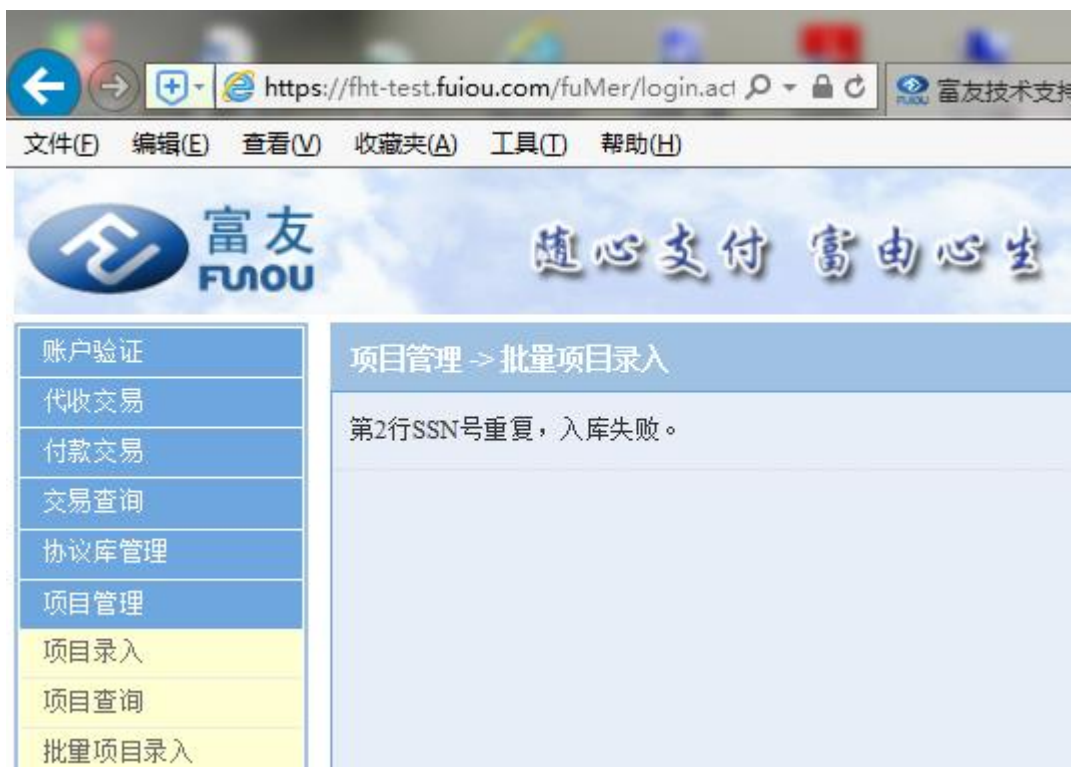 https://fht-test.fuiou.com/fuMer/login.act
富友技术支持
文件(F) 编辑(E) 查看(V) 收藏夹(A) 工具(T) 帮助(H)
富友
FUIOU
随心支付 富由心生
账户验证
代收交易
付款交易
交易查询
协议库管理
项目管理
项目录入
项目查询
批量项目录入
项目管理 -> 批量项目录入
第2行SSN号重复，入库失败。